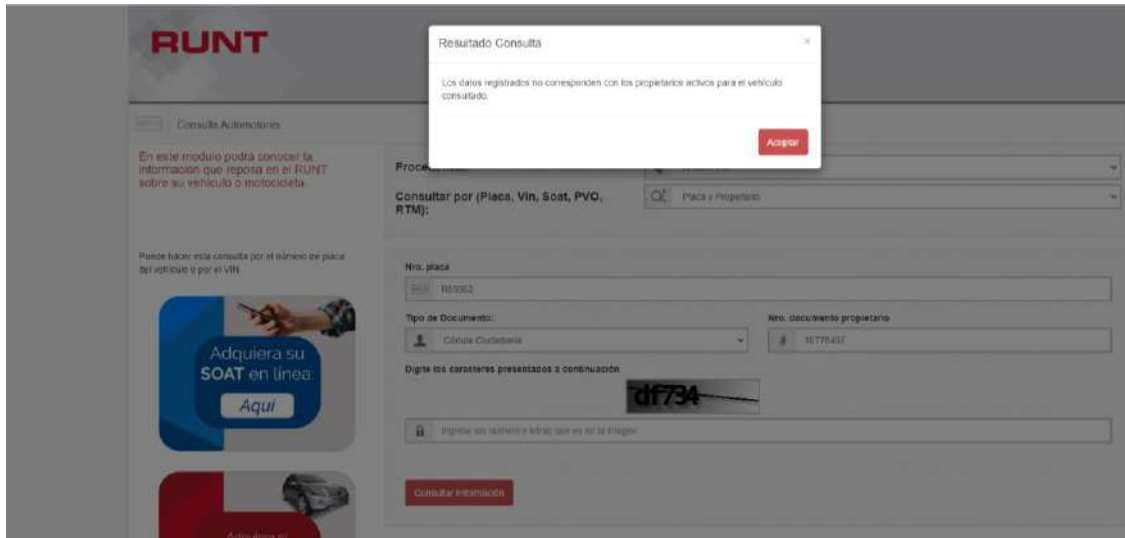 RUNT
Resultado Consulta
×
Los datos registrados no corresponden con los propietarios activos para el vehículo
consultado.
Aceptar
Consulta Automotores
En este modulo podrá conocer la
información que reposa en el RUNT
sobre su vehículo o motocicleta.
Consultar por (Placa, Vin, Soat, PVO,
RTM):
Placa y Propietario
Puede hacer esta consulta por el número de placa
del vehículo o por el VIN
Nro. placa
Tipo de Documento:
Nro. documento propietario
Cédula Ciudadanía
# 16776457
Digite los caracteres presentados a continuación
df734
Ingrese los número y letras que ve en la imagen
Consultar Información
Adquiera su
SOAT en línea:
Aquí